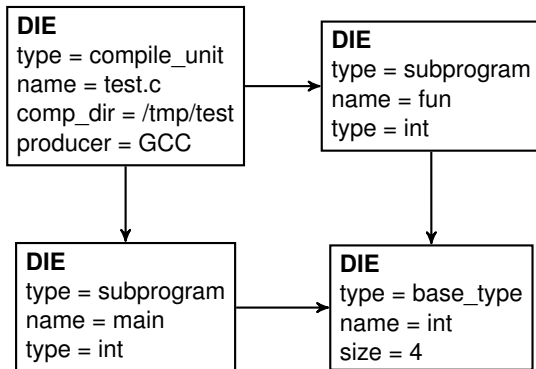 DIE
type = compile_unit
name = test.c
comp_dir = /tmp/test
producer = GCC
DIE
type = subprogram
name = fun
type = int
DIE
type = subprogram
name = main
type = int
DIE
type = base_type
name = int
size = 4